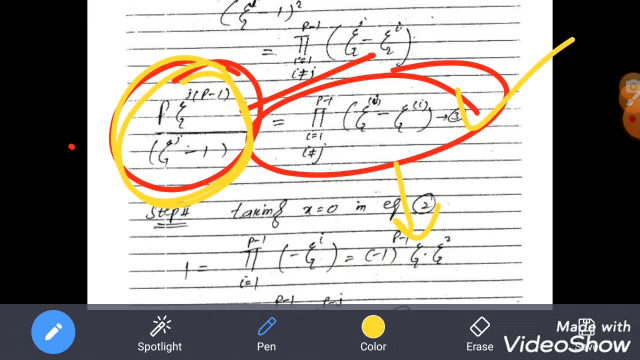 (ξ^j - 1)^2
= ∏_{i=1, i≠j}^{p-1} (ξ^j - ξ^i)
P ξ^{j(P-1)} / (ξ^j - 1) = ∏_{i=1, i≠j}^{p-1} (ξ^{(j)} - ξ^{(i)}) → ③
Step# taking x=0 in eq ②
1 = ∏_{i=1}^{p-1} (-ξ^i) = (-1)^{p-1} ξ · ξ^2
p-1 p-j
Spotlight
Pen
Color
Erase
Made with
VideoShow